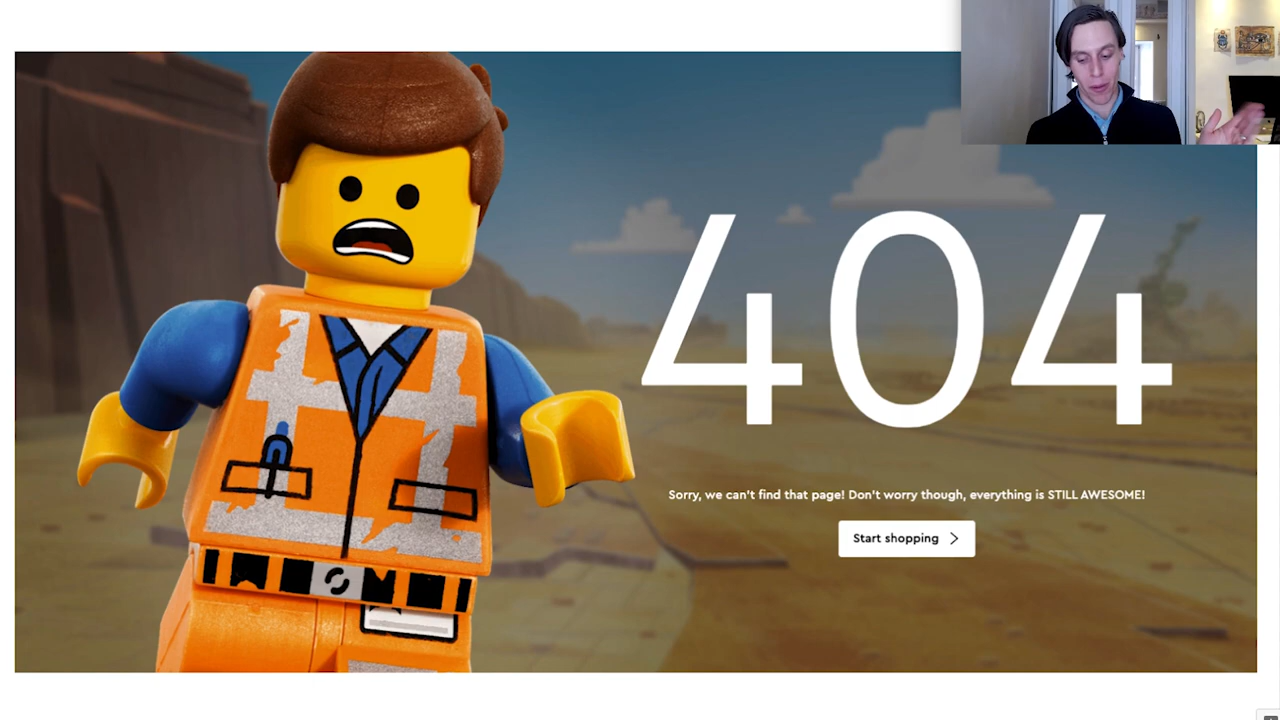 404
Sorry, we can't find that page! Don't worry though, everything is STILL AWESOME!
Start shopping